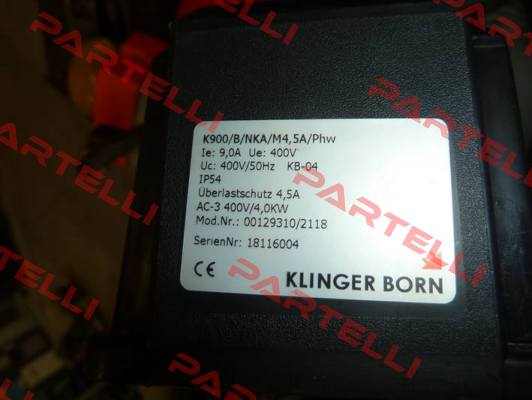 PARTELLI
PARTELLI
PARTELLI
K900/B/NKA/M4,5A/Phw
Ie: 9,0A Ue: 400V
Uc: 400V/50Hz KB-04
IP54
Überlastschutz 4,5A
AC-3 400V/4,0KW
Mod.Nr.: 00129310/2118
SerienNr: 18116004
CE KLINGER BORN
PARTELLI
PARTELLI
PARTELLI